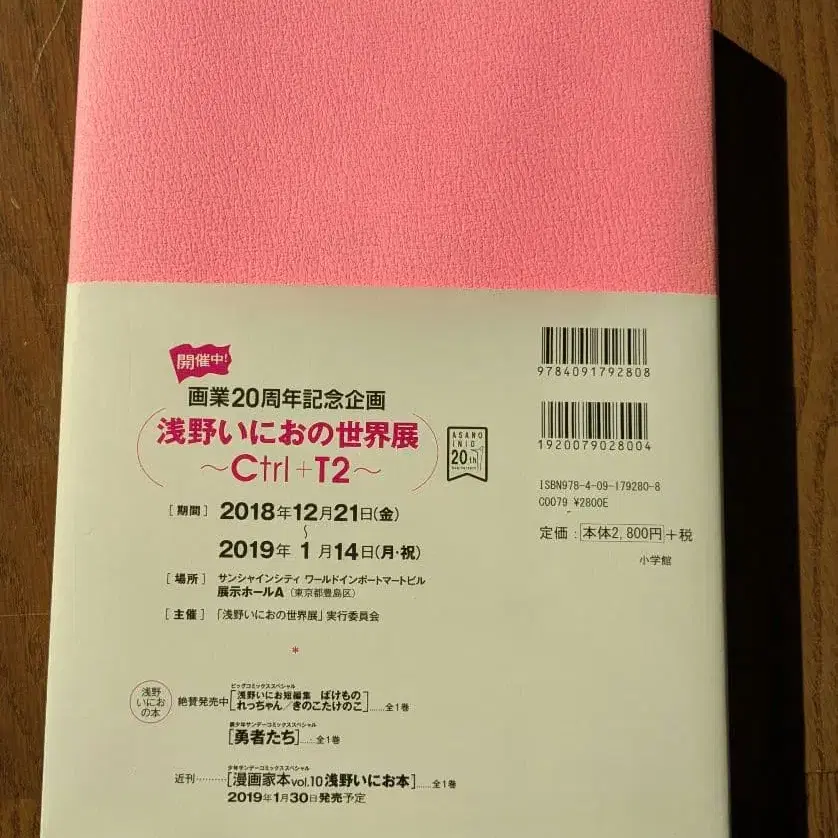 開催中!
画業20周年記念企画
浅野いにおの世界展
～Ctrl+T2～
ASANO
INIO
20th
Anniversary
[期間] 2018年12月21日(金)
～
2019年 1月14日(月・祝)
[場所] サンシャインシティ ワールドインポートマートビル
展示ホールA (東京都豊島区)
[主催] 「浅野いにおの世界展」実行委員会
*
浅野
いにお
の本
絶賛発売中
ビッグコミックススペシャル
[浅野いにお短編集 ばけもの
れっちゃん/きのこたけのこ]……全1巻
裏少年サンデーコミックススペシャル
[勇者たち]……全1巻
少年サンデーコミックススペシャル
近刊………[漫画家本vol.10浅野いにお本]……全1巻
2019年1月30日発売予定
9784091792808
1920079028004
ISBN978-4-09-179280-8
C0079 ¥2800E
定価:本体2,800円+税
小学館